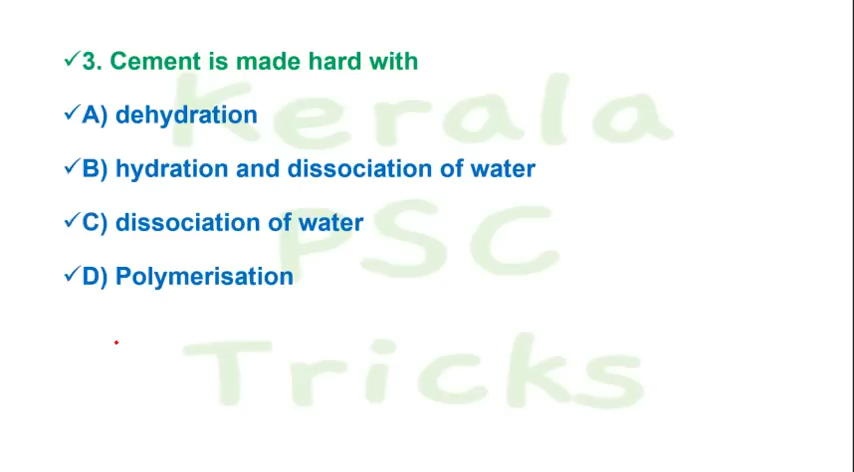 ✓3. Cement is made hard with
✓A) dehydration
✓B) hydration and dissociation of water
✓C) dissociation of water
✓D) Polymerisation
Kerala
PSC
Tricks